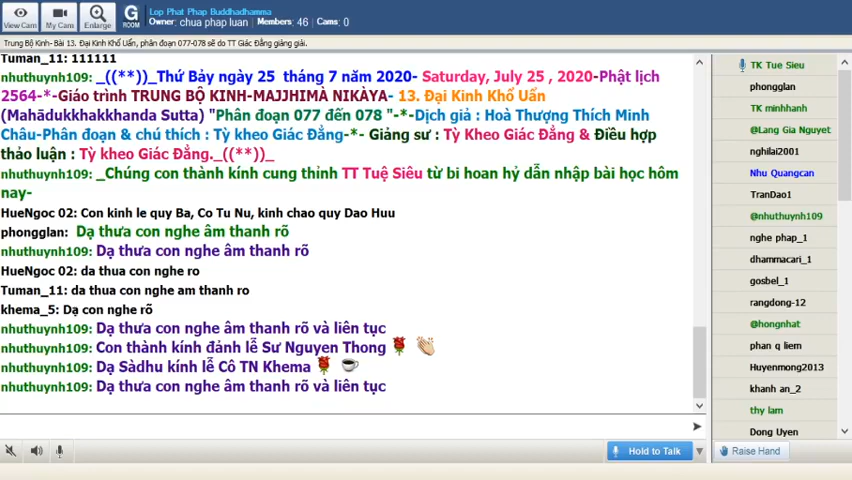 Lop Phat Phap Buddhadhamma
Owner: chua phap luan Members: 46 Cams: 0
View Cam My Cam Enlarge G ROOM
Trung Bộ Kinh- Bài 13. Đại Kinh Khổ Uẩn, phân đoạn 077-078 sẽ do TT Giác Đẳng giảng giải.
Tuman_11: 111111
nhuthuynh109: _((**))_Thứ Bảy ngày 25 tháng 7 năm 2020- Saturday, July 25 , 2020-Phật lịch
2564-*-Giáo trình TRUNG BỘ KINH-MAJJHIMÀ NIKÀYA- 13. Đại Kinh Khổ Uẩn
(Mahādukkhakkhanda Sutta) "Phân đoạn 077 đến 078 "-*-Dịch giả : Hoà Thượng Thích Minh
Châu-Phân đoạn & chú thích : Tỳ kheo Giác Đẳng-*- Giảng sư : Tỳ Kheo Giác Đẳng & Điều hợp
thảo luận : Tỳ kheo Giác Đẳng._((**))_
nhuthuynh109: _Chúng con thành kính cung thỉnh TT Tuệ Siêu từ bi hoan hỷ dẫn nhập bài học hôm
nay-
HueNgoc 02: Con kinh le quy Ba, Co Tu Nu, kinh chao quy Dao Huu
phongglan: Dạ thưa con nghe âm thanh rõ
nhuthuynh109: Dạ thưa con nghe âm thanh rõ
HueNgoc 02: da thua con nghe ro
Tuman_11: da thua con nghe am thanh ro
khema_5: Dạ con nghe rõ
nhuthuynh109: Dạ thưa con nghe âm thanh rõ và liên tục
nhuthuynh109: Con thành kính đảnh lễ Sư Nguyen Thong
nhuthuynh109: Dạ Sàdhu kính lễ Cô TN Khema
nhuthuynh109: Dạ thưa con nghe âm thanh rõ và liên tục
TK Tue Sieu
phongglan
TK minhhanh
@Lang Gia Nguyet
nghilai2001
Nhu Quangcan
TranDao1
@nhuthuynh109
nghe phap_1
dhammacari_1
gosbel_1
rangdong-12
@hongnhat
phan q liem
Huyenmong2013
khanh an_2
thy lam
Dong Uyen
Hold to Talk
Raise Hand